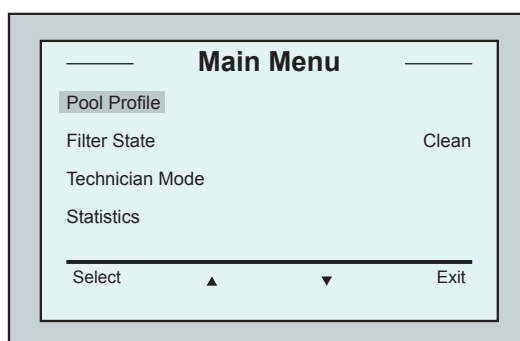 Main Menu
Pool Profile
Filter State Clean
Technician Mode
Statistics
Select ▲ ▼ Exit